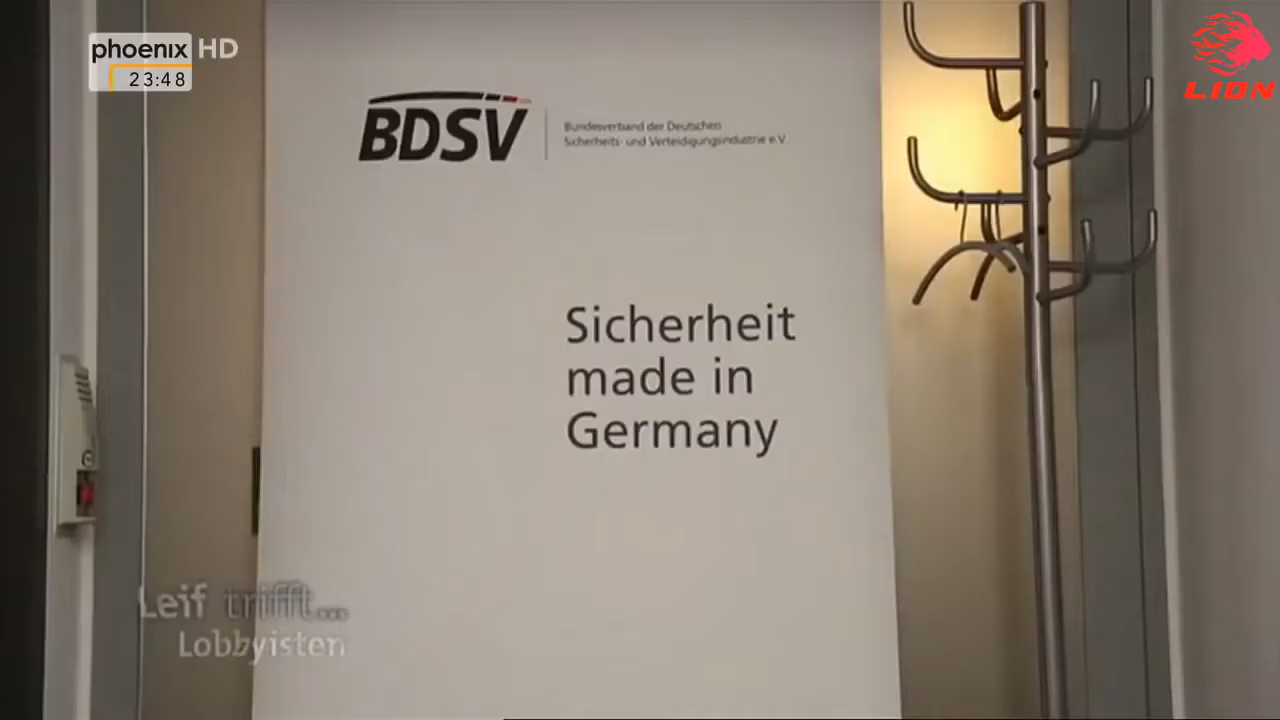 phoenix HD
23:48
LION
BDSV
Bundesverband der Deutschen
Sicherheits- und Verteidigungsindustrie e.V.
Sicherheit
made in
Germany
Leif trifft...
Lobbyisten